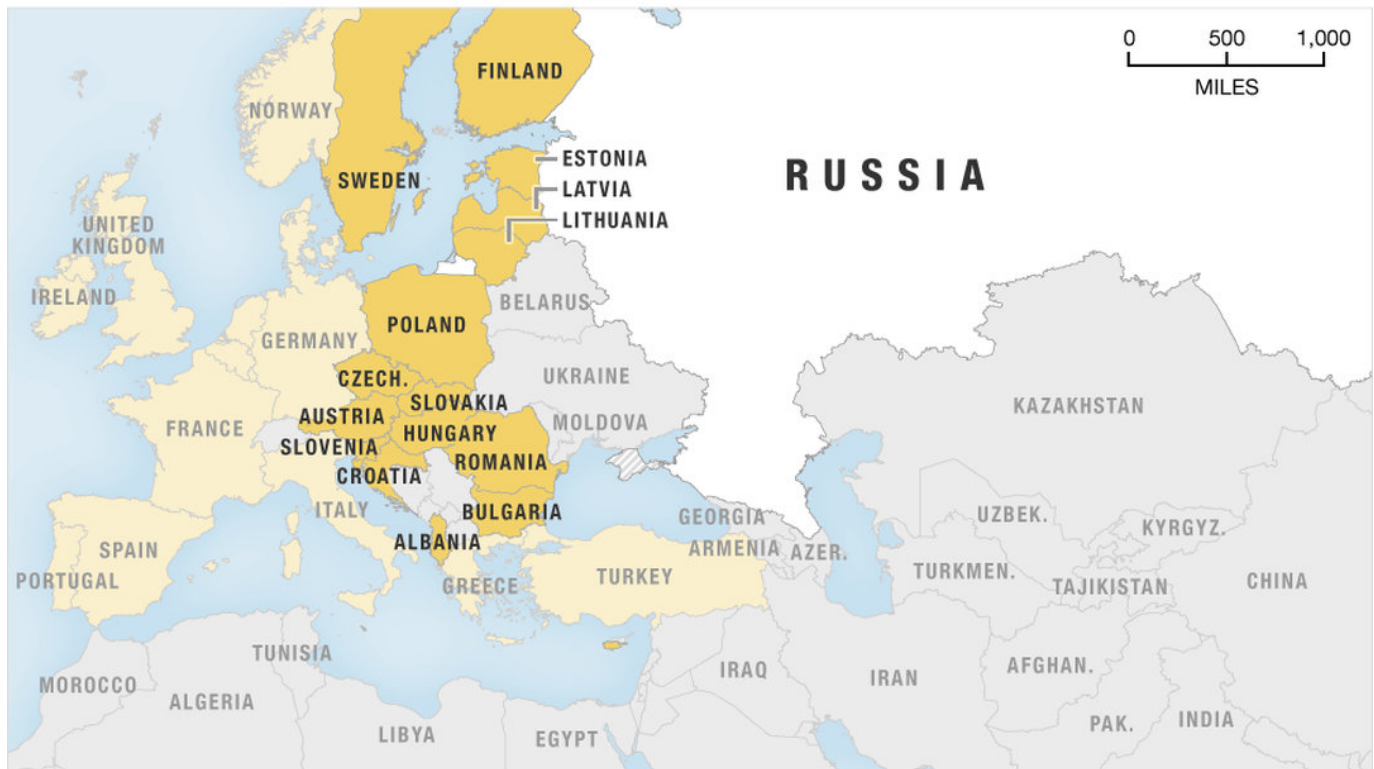 0 500 1,000
MILES
FINLAND
NORWAY
ESTONIA
RUSSIA
SWEDEN
LATVIA
LITHUANIA
UNITED
KINGDOM
IRELAND
BELARUS
POLAND
GERMANY
CZECH.
UKRAINE
SLOVAKIA
KAZAKHSTAN
AUSTRIA
MOLDOVA
FRANCE
HUNGARY
SLOVENIA
ROMANIA
CROATIA
ITALY
BULGARIA
GEORGIA
UZBEK.
KYRGYZ.
ALBANIA
ARMENIA
AZER.
SPAIN
TURKMEN.
PORTUGAL
GREECE
TURKEY
TAJIKISTAN
CHINA
TUNISIA
MOROCCO
ALGERIA
IRAQ
IRAN
AFGHAN.
LIBYA
EGYPT
PAK.
INDIA